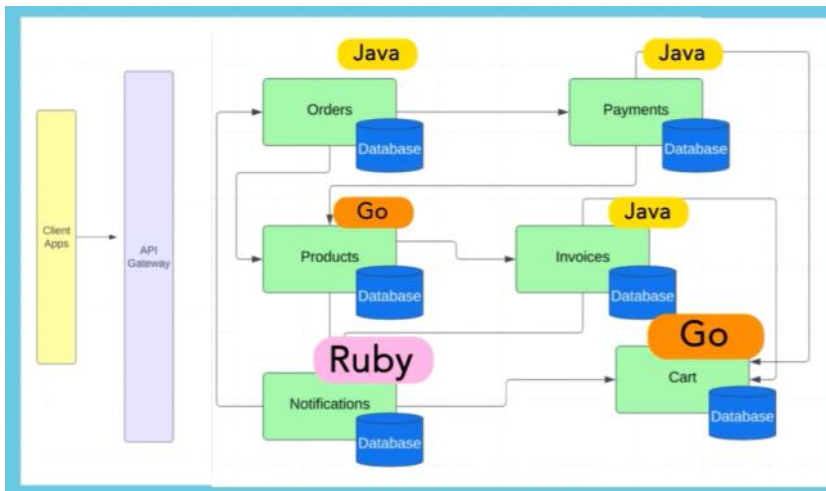 Java
Java
Orders
Payments
Database
Database
Go
Java
Client
Apps
API
Gateway
Products
Invoices
Database
Database
Go
Ruby
Cart
Notifications
Database
Database